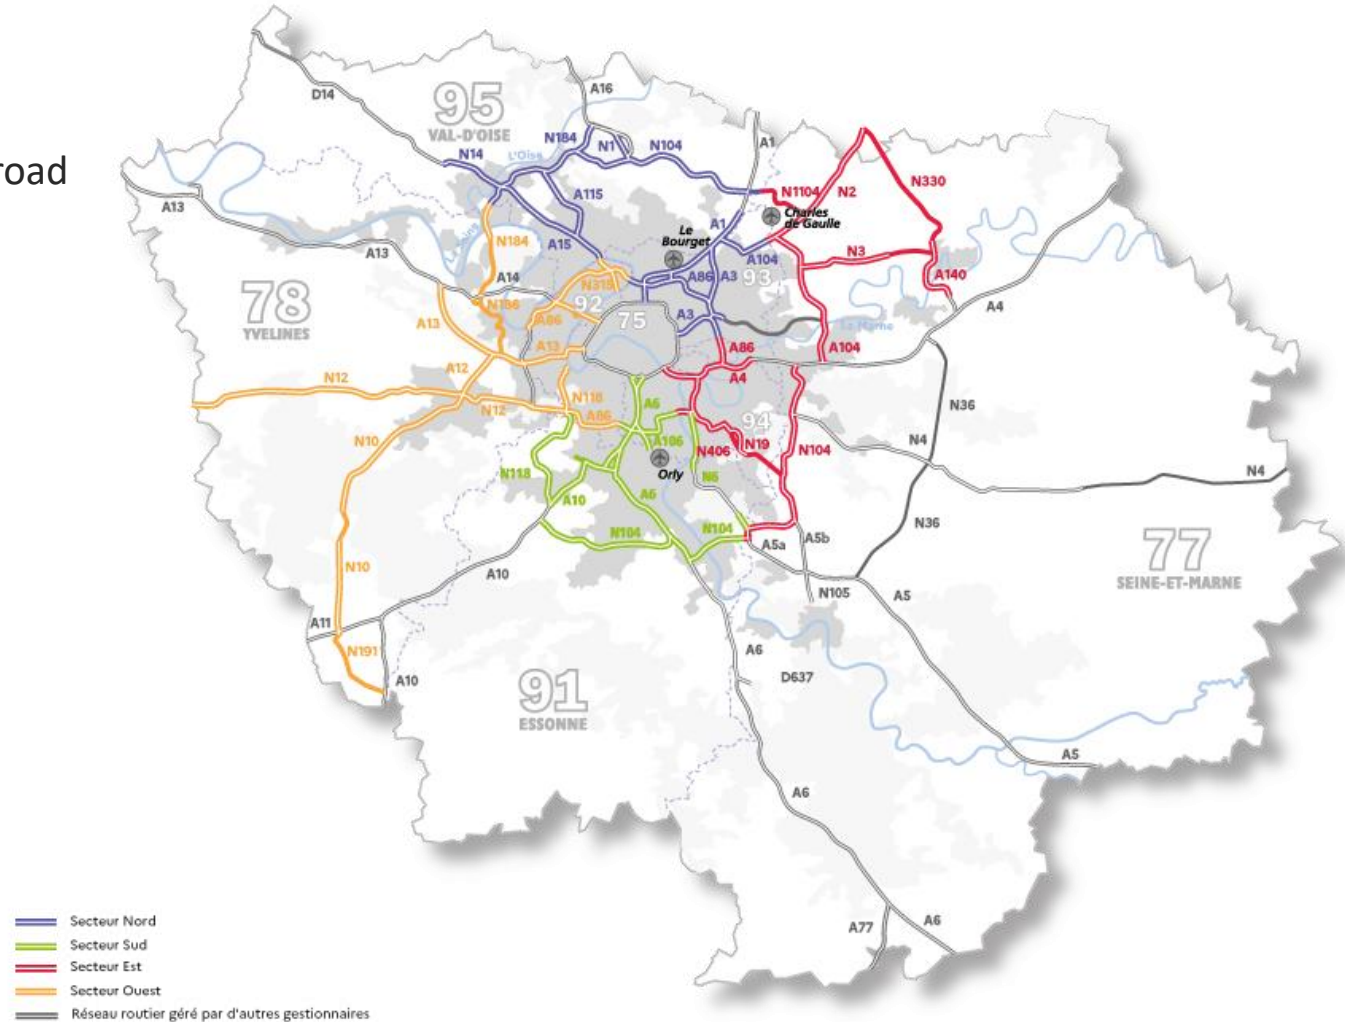 road
D14
A16
95
VAL-D'OISE
N184
N1
N104
A1
N14
L'Oise
N1104
N2
N330
A13
A115
Charles
de Gaulle
A1
Le
Bourget
A15
N184
A13
A104
N3
A14
A86
A3
93
A140
78
YVELINES
N315
N186
92
75
A4
A13
A86
A3
La Marne
A13
A86
A104
A12
A4
N12
N118
N36
N12
A86
A6
94
N10
A106
N406
N19
N104
N4
N4
N118
Orly
N6
A10
A6
N104
N104
N36
A5a
A5b
77
SEINE-ET-MARNE
N10
A10
N105
A5
A11
N191
A6
A10
D637
91
ESSONNE
A5
A6
A77
A6
Secteur Nord
Secteur Sud
Secteur Est
Secteur Ouest
Réseau routier géré par d'autres gestionnaires